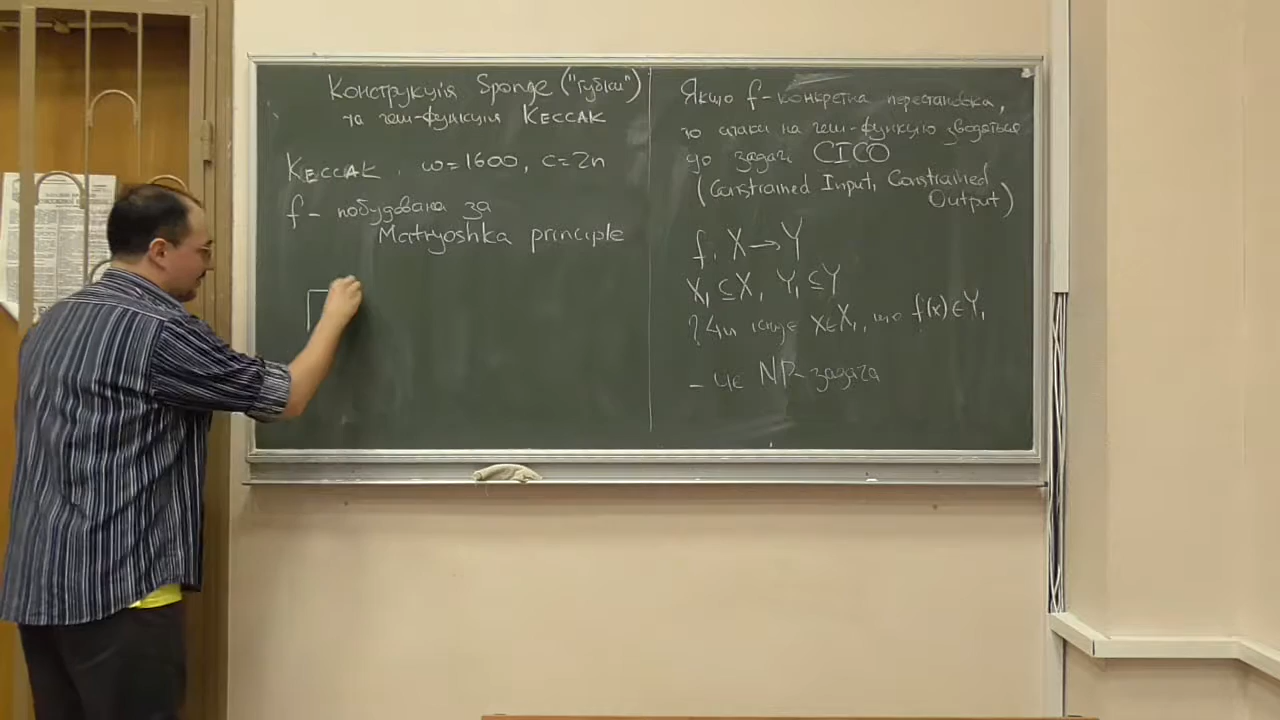 Конструкція Sponge ("Губки")
та геш-функція KECCAK
KECCAK. w=1600, c=2n
f - побудована за
Matryoshka principle
Якщо f - конкретна перестановка,
то атаки на геш-функцію зводяться
до задачі CICO
(Constrained Input, Constrained
Output)
f: X→Y
X₁⊆X, Y₁⊆Y
? Чи існує x∈X₁, що f(x)∈Y₁
- це NP-задача